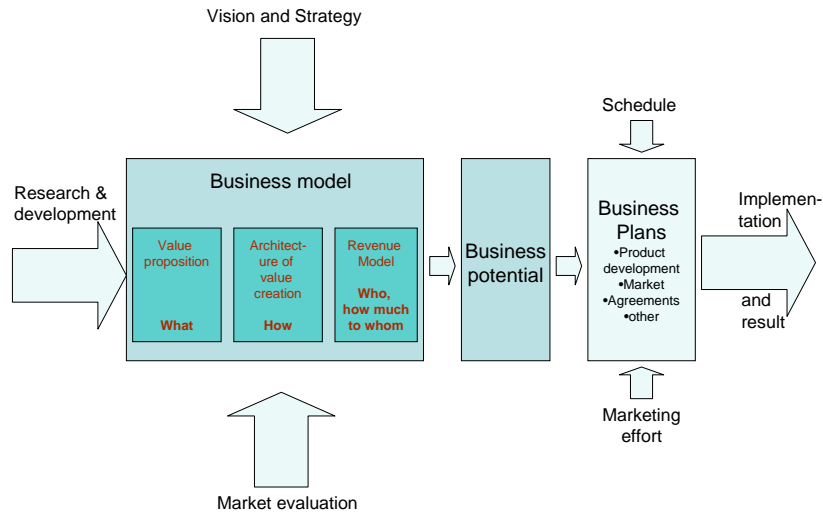 Vision and Strategy
Research &
development
Business model
Value
proposition
What
Architect-
ure of
value
creation
How
Revenue
Model
Who,
how much
to whom
Market evaluation
Business
potential
Schedule
Business
Plans
•Product
development
•Market
•Agreements
•other
Marketing
effort
Implemen-
tation
and
result